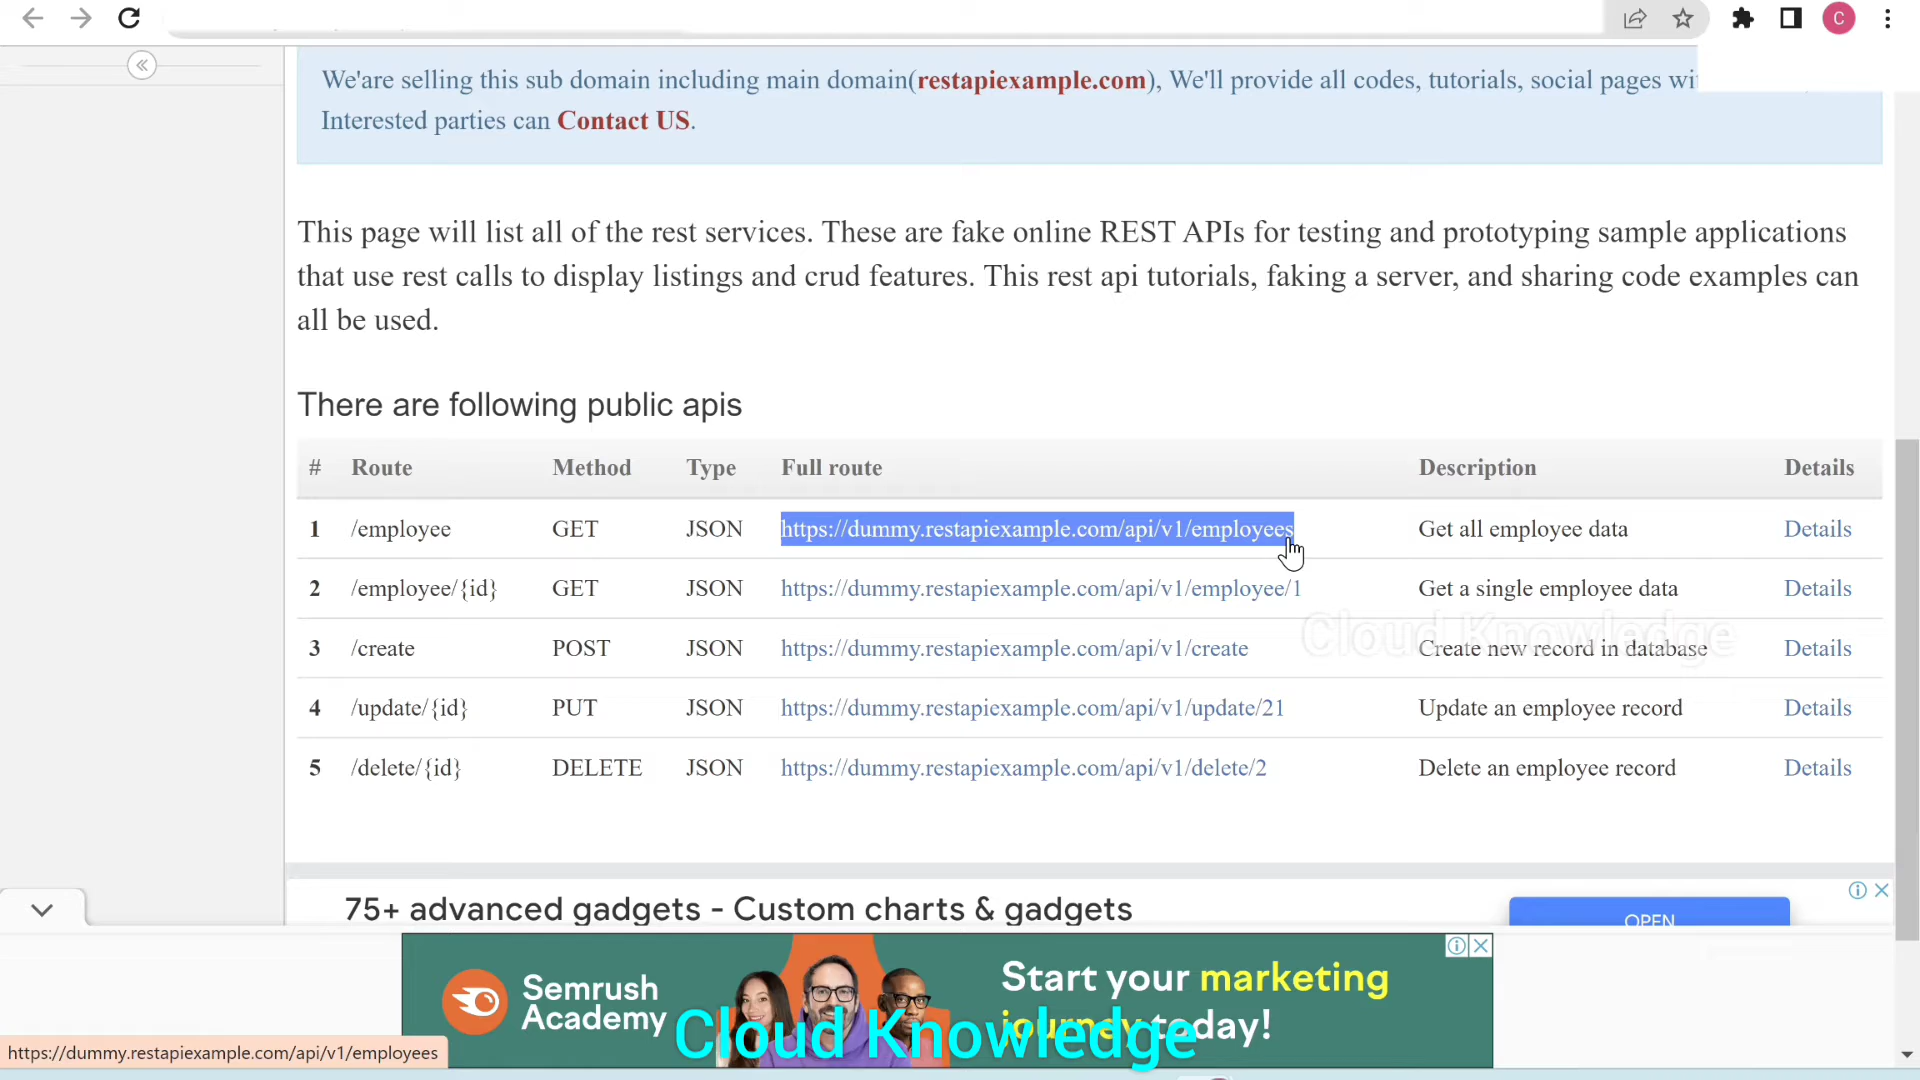 C
We'are selling this sub domain including main domain(restapiexample.com), We'll provide all codes, tutorials, social pages
Interested parties can Contact US.
This page will list all of the rest services. These are fake online REST APIs for testing and prototyping sample applications
that use rest calls to display listings and crud features. This rest api tutorials, faking a server, and sharing code examples can
all be used.
There are following public apis
# Route Method Type Full route Description Details
1 /employee GET JSON https://dummy.restapiexample.com/api/v1/employees Get all employee data Details
2 /employee/{id} GET JSON https://dummy.restapiexample.com/api/v1/employee/1 Get a single employee data Details
Cloud Knowledge
3 /create POST JSON https://dummy.restapiexample.com/api/v1/create Create new record in database Details
4 /update/{id} PUT JSON https://dummy.restapiexample.com/api/v1/update/21 Update an employee record Details
5 /delete/{id} DELETE JSON https://dummy.restapiexample.com/api/v1/delete/2 Delete an employee record Details
75+ advanced gadgets - Custom charts & gadgets
OPEN
Semrush
Academy
Start your marketing
journey today!
Cloud Knowledge
https://dummy.restapiexample.com/api/v1/employees